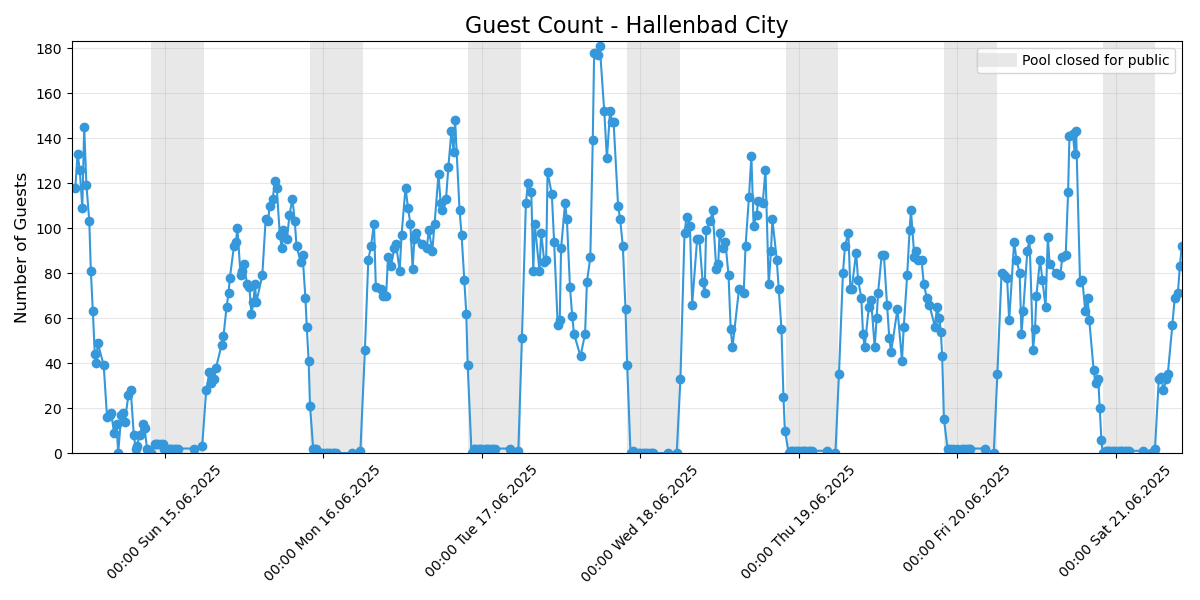 Guest Count - Hallenbad City
Pool closed for public
Number of Guests
180
160
140
120
100
80
60
40
20
0
00:00 Sun 15.06.2025
00:00 Mon 16.06.2025
00:00 Tue 17.06.2025
00:00 Wed 18.06.2025
00:00 Thu 19.06.2025
00:00 Fri 20.06.2025
00:00 Sat 21.06.2025